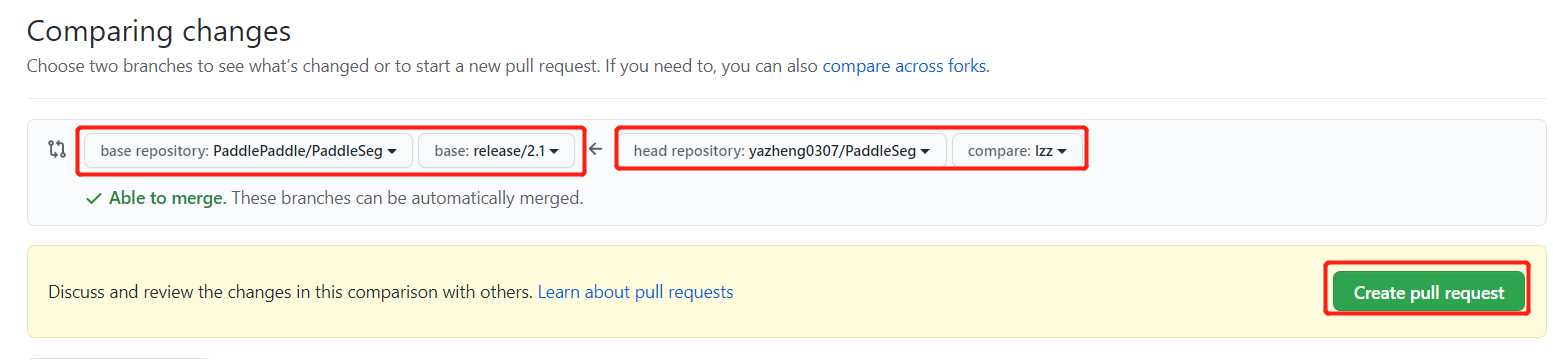 Comparing changes
Choose two branches to see what’s changed or to start a new pull request. If you need to, you can also compare across forks.
base repository: PaddlePaddle/PaddleSeg base: release/2.1 head repository: yazheng0307/PaddleSeg compare: lzz
Able to merge. These branches can be automatically merged.
Discuss and review the changes in this comparison with others. Learn about pull requests Create pull request